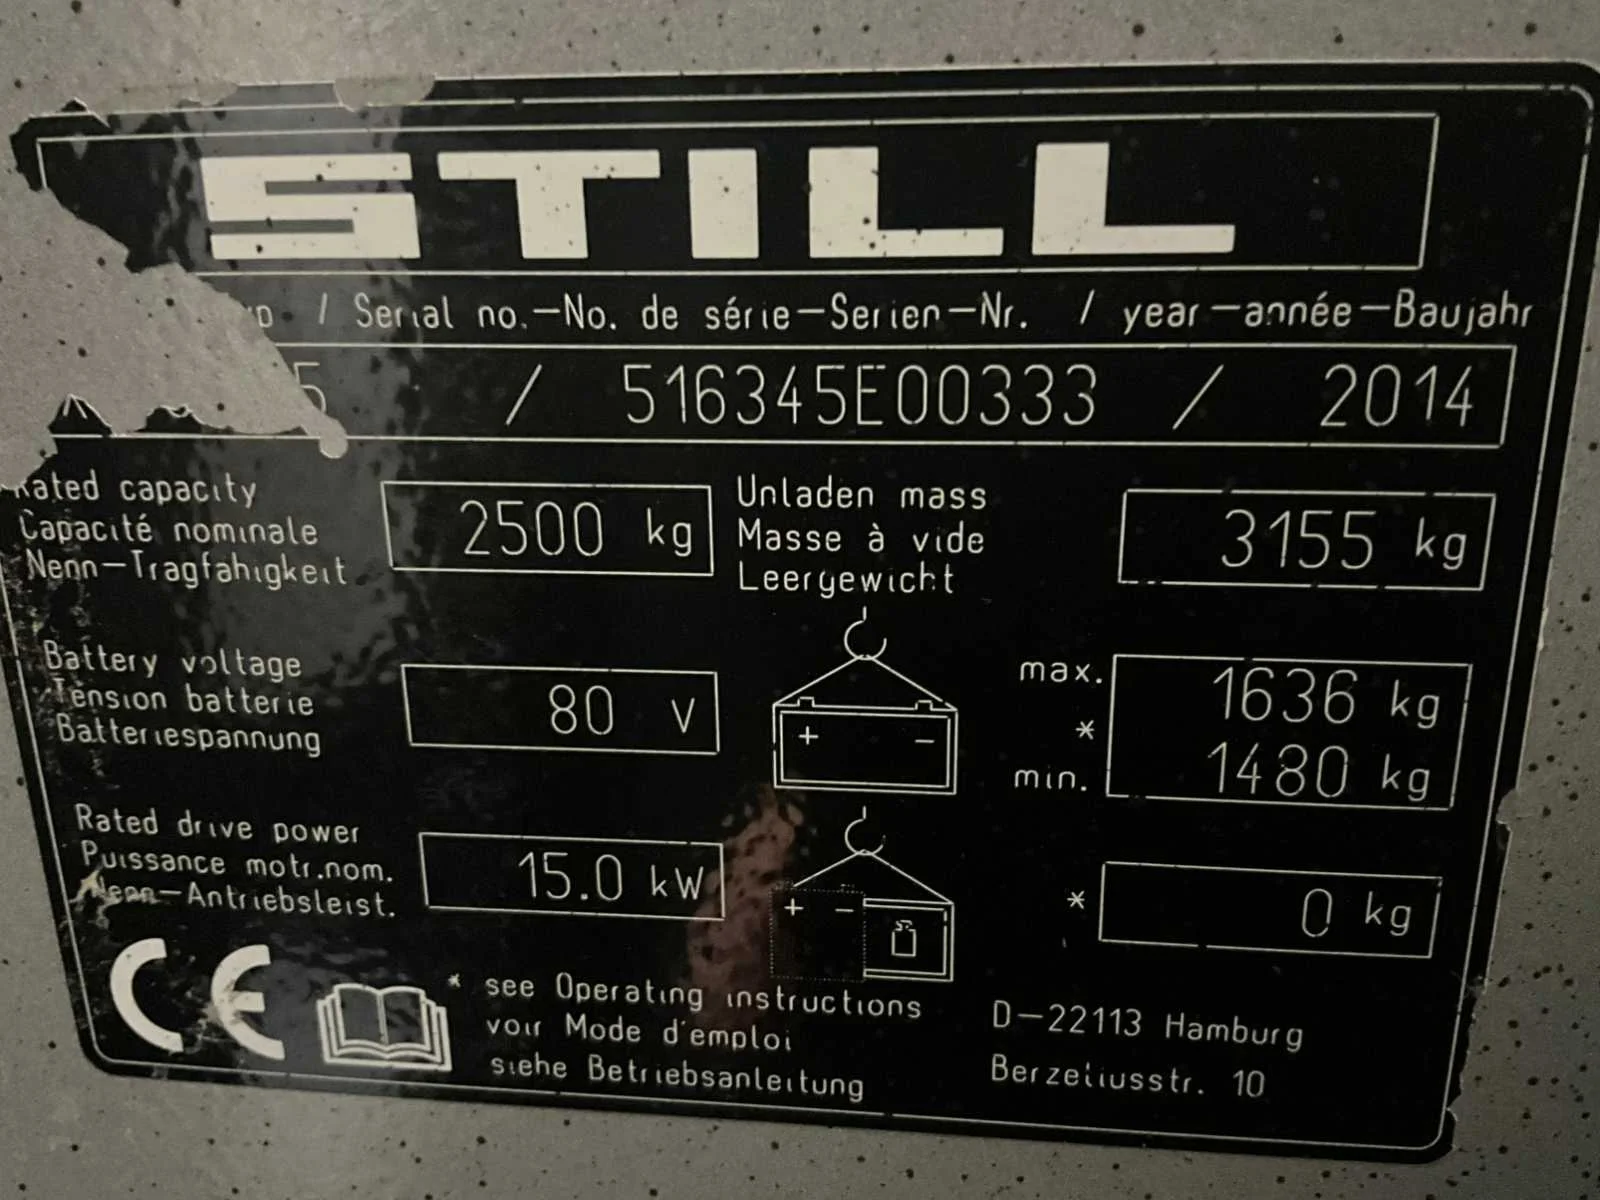 STILL
/ Serial no.-No. de série-Serien-Nr. / year-année-Baujahr
5 / 516345E00333 / 2014
Rated capacity
Capacité nominale
Nenn-Tragfähigkeit
2500 kg
Unladen mass
Masse à vide
Leergewicht
3155 kg
Battery voltage
Tension batterie
Batteriespannung
80 V
+ -
max.
*
min.
1636 kg
1480 kg
Rated drive power
Puissance motr.nom.
Nenn-Antriebsleist.
15.0 kW
+ -
*
0 kg
CE
* see Operating instructions
voir Mode d'emploi
siehe Betriebsanleitung
D-22113 Hamburg
Berzeliusstr. 10